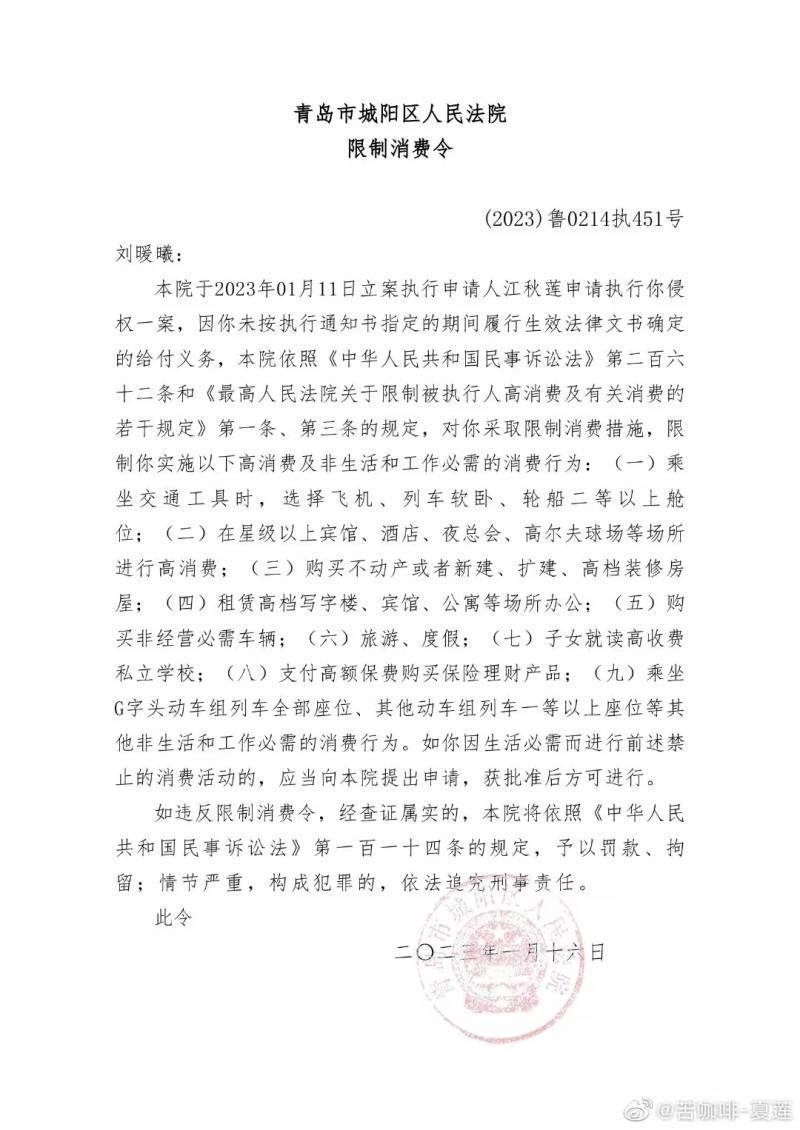 青岛市城阳区人民法院
限制消费令
(2023)鲁0214执451号
刘暖曦：
本院于2023年01月11日立案执行申请人江秋莲申请执行你侵
权一案，因你未按执行通知书指定的期间履行生效法律文书确定
的给付义务，本院依照《中华人民共和国民事诉讼法》第二百六
十二条和《最高人民法院关于限制被执行人高消费及有关消费的
若干规定》第一条、第三条的规定，对你采取限制消费措施，限
制你实施以下高消费及非生活和工作必需的消费行为：（一）乘
坐交通工具时，选择飞机、列车软卧、轮船二等以上舱
位；（二）在星级以上宾馆、酒店、夜总会、高尔夫球场等场所
进行高消费；（三）购买不动产或者新建、扩建、高档装修房
屋；（四）租赁高档写字楼、宾馆、公寓等场所办公；（五）购
买非经营必需车辆；（六）旅游、度假；（七）子女就读高收费
私立学校；（八）支付高额保费购买保险理财产品；（九）乘坐
G字头动车组列车全部座位、其他动车组列车一等以上座位等其
他非生活和工作必需的消费行为。如你因生活必需而进行前述禁
止的消费活动的，应当向本院提出申请，获批准后方可进行。
如违反限制消费令，经查证属实的，本院将依照《中华人民
共和国民事诉讼法》第一百一十四条的规定，予以罚款、拘
留；情节严重，构成犯罪的，依法追究刑事责任。
此令
二〇二三年一月十六日
青岛市城阳区人民法院
@苦咖啡-夏莲